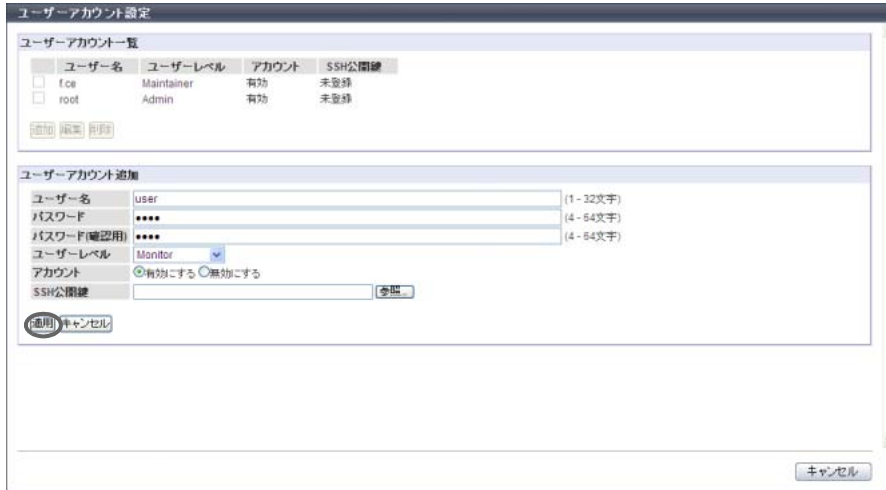 ユーザーアカウント設定
ユーザーアカウント一覧
ユーザー名 ユーザーレベル アカウント SSH公開鍵
f.ce Maintainer 有効 未登録
root Admin 有効 未登録
追加 編集 削除
ユーザーアカウント追加
ユーザー名 user (1 - 32文字)
パスワード •••• (4 - 64文字)
パスワード(確認用) •••• (4 - 64文字)
ユーザーレベル Monitor
アカウント 有効にする 無効にする
SSH公開鍵 参照...
適用 キャンセル
キャンセル